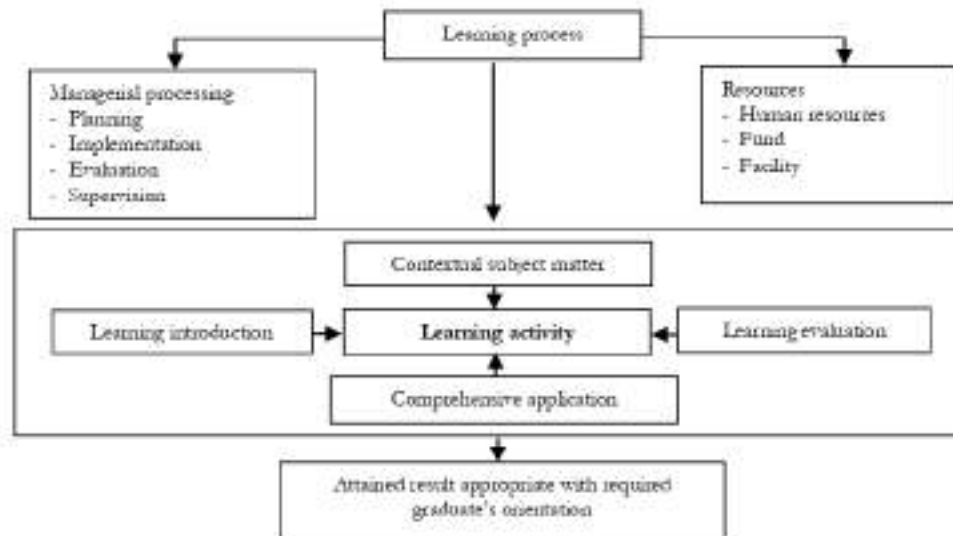 Learning process
Managerial processing
- Planning
- Implementation
- Evaluation
- Supervision
Resources
- Human resources
- Fund
- Facility
Contextual subject matter
Learning introduction
Learning activity
Learning evaluation
Comprehensive application
Attained result appropriate with required
graduate's orientation